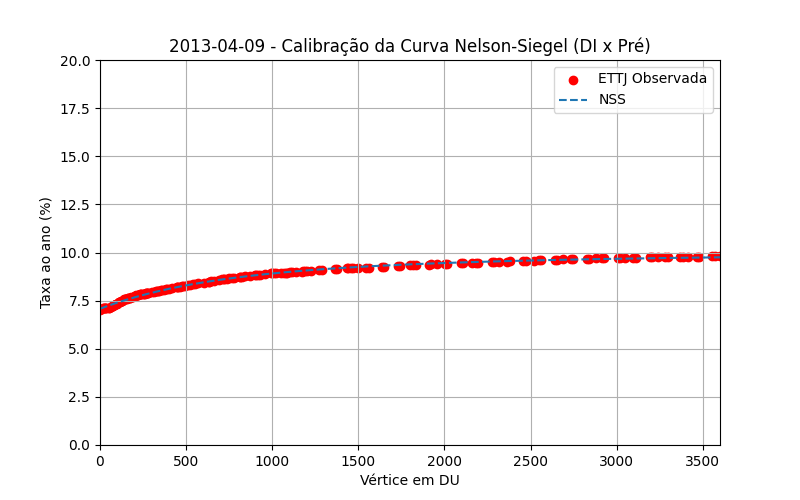 2013-04-09 - Calibração da Curva Nelson-Siegel (DI x Pré)
ETTJ Observada
NSS
Taxa ao ano (%)
20.0
17.5
15.0
12.5
10.0
7.5
5.0
2.5
0.0
0 500 1000 1500 2000 2500 3000 3500
Vértice em DU